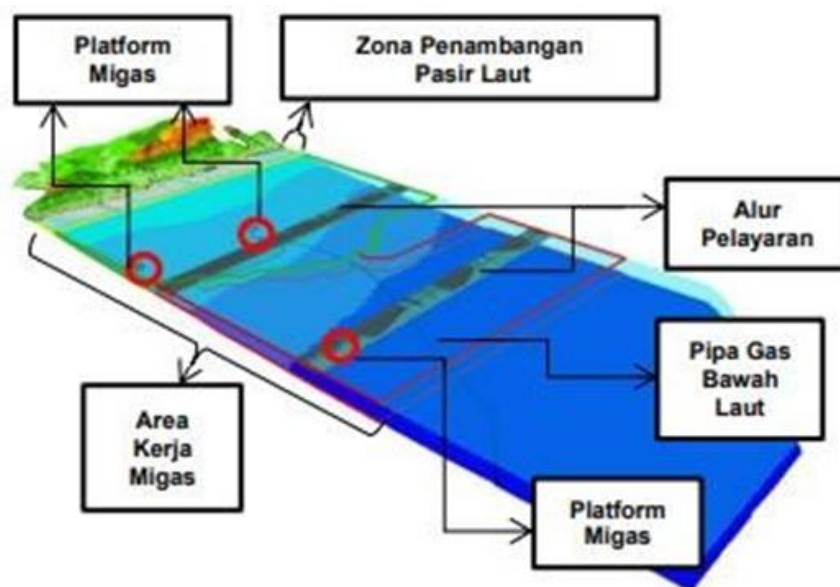 Platform
Migas
Zona Penambangan
Pasir Laut
Alur
Pelayaran
Pipa Gas
Bawah
Laut
Area
Kerja
Migas
Platform
Migas